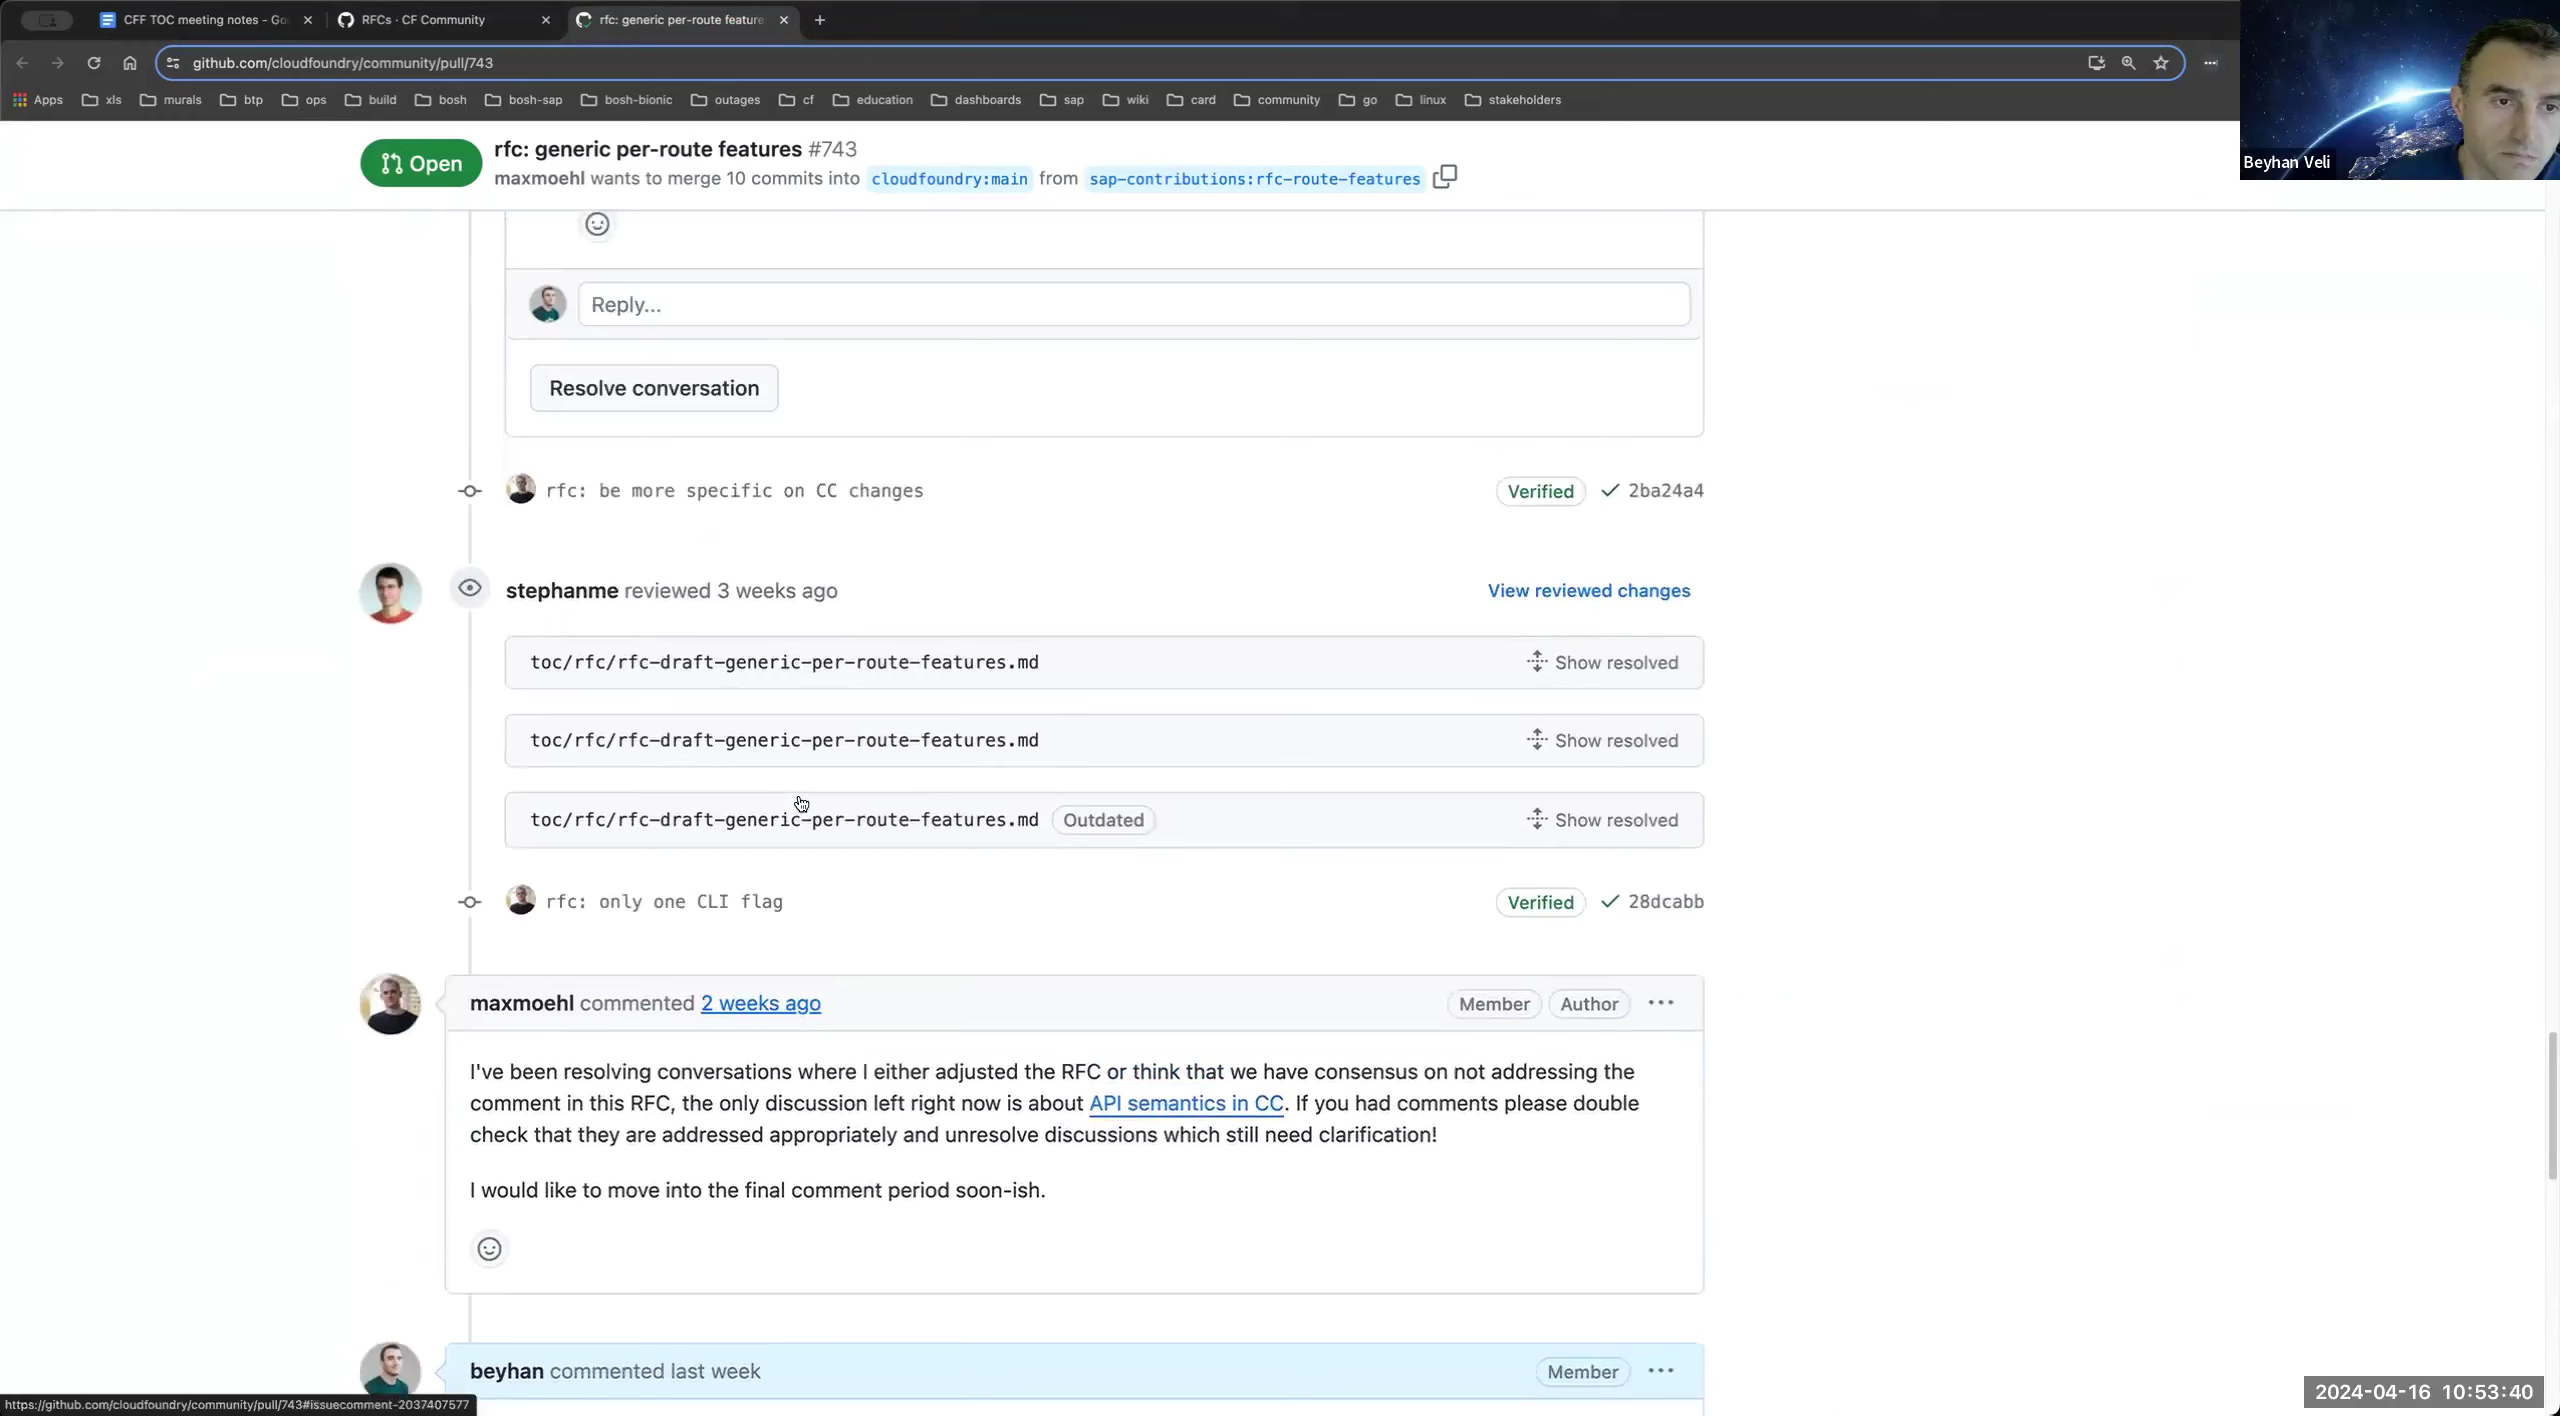 CFF TOC meeting notes - Go
RFCs · CF Community
rfc: generic per-route feature
github.com/cloudfoundry/community/pull/743
Apps xls murals btp ops build bosh bosh-sap bosh-bionic outages cf education dashboards sap wiki card community go linux stakeholders
Beyhan Veli
Open
rfc: generic per-route features #743
maxmoehl wants to merge 10 commits into cloudfoundry:main from sap-contributions:rfc-route-features
Reply...
Resolve conversation
rfc: be more specific on CC changes Verified 2ba24a4
stephanme reviewed 3 weeks ago View reviewed changes
toc/rfc/rfc-draft-generic-per-route-features.md Show resolved
toc/rfc/rfc-draft-generic-per-route-features.md Show resolved
toc/rfc/rfc-draft-generic-per-route-features.md Outdated Show resolved
rfc: only one CLI flag Verified 28dcabb
maxmoehl commented 2 weeks ago Member Author
I've been resolving conversations where I either adjusted the RFC or think that we have consensus on not addressing the
comment in this RFC, the only discussion left right now is about API semantics in CC. If you had comments please double
check that they are addressed appropriately and unresolve discussions which still need clarification!
I would like to move into the final comment period soon-ish.
beyhan commented last week Member
https://github.com/cloudfoundry/community/pull/743#issuecomment-2037407577
2024-04-16 10:53:40